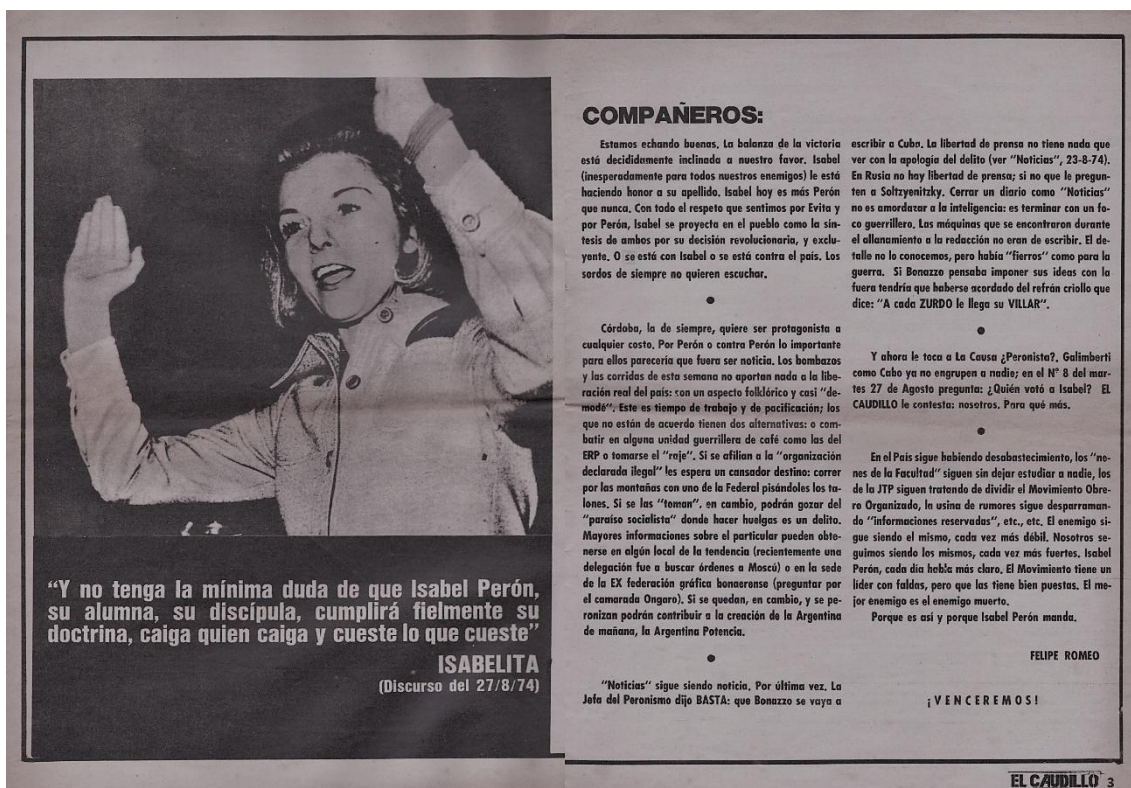 “Y no tenga la mínima duda de que Isabel Perón,
su alumna, su discípula, cumplirá fielmente su
doctrina, caiga quien caiga y cueste lo que cueste”
ISABELITA
(Discurso del 27/8/74)
COMPAÑEROS:
Estamos echando buenas. La balanza de la victoria
está decididamente inclinada a nuestro favor. Isabel
(inesperadamente para todos nuestros enemigos) le está
haciendo honor a su apellido. Isabel hoy es más Perón
que nunca. Con todo el respeto que sentimos por Evita y
por Perón, Isabel se proyecta en el pueblo como la sín-
tesis de ambos por su decisión revolucionaria, y exclu-
yente. O se está con Isabel o se está contra el país. Los
sordos de siempre no quieren escuchar.
●
Córdoba, la de siempre, quiere ser protagonista a
cualquier costo. Por Perón o contra Perón lo importante
para ellos parecería que fuera ser noticia. Los bombazos
y las corridas de esta semana no aportan nada a la libe-
ración real del país: son un aspecto folklórico y casi “de-
modé”. Este es tiempo de trabajo y de pacificación; los
que no están de acuerdo tienen dos alternativas: o com-
batir en alguna unidad guerrillera de café como las del
ERP o tomarse el “raje”. Si se afilian a la “organización
declarada ilegal” les espera un cansador destino: correr
por las montañas con uno de la Federal pisándoles los ta-
lones. Si se las “toman”, en cambio, podrán gozar del
“paraíso socialista” donde hacer huelgas es un delito.
Mayores informaciones sobre el particular pueden obte-
nerse en algún local de la tendencia (recientemente una
delegación fue a buscar órdenes a Moscú) o en la sede
de la EX federación gráfica bonaerense (preguntar por
el camarada Ongaro). Si se quedan, en cambio, y se pe-
ronizan podrán contribuir a la creación de la Argentina
de mañana, la Argentina Potencia.
●
“Noticias” sigue siendo noticia. Por última vez. La
Jefa del Peronismo dijo BASTA: que Bonazzo se vaya a
escribir a Cuba. La libertad de prensa no tiene nada que
ver con la apología del delito (ver “Noticias”, 23-8-74).
En Rusia no hay libertad de prensa; si no que le pregun-
ten a Soltzyenitzky. Cerrar un diario como “Noticias”
no es amordazar a la inteligencia: es terminar con un fo-
co guerrillero. Las máquinas que se encontraron durante
el allanamiento a la redacción no eran de escribir. El de-
talle no lo conocemos, pero había “fierros” como para la
guerra. Si Bonazzo pensaba imponer sus ideas con la
fuera tendría que haberse acordado del refrán criollo que
dice: “A cada ZURDO le llega su VILLAR”.
●
Y ahora le toca a La Causa ¿Peronista?. Galimberti
como Cabo ya no engrupen a nadie; en el N° 8 del mar-
tes 27 de Agosto pregunta: ¿Quién votó a Isabel? EL
CAUDILLO le contesta: nosotros. Para qué más.
●
En el País sigue habiendo desabastecimiento, los “ne-
nes de la Facultad” siguen sin dejar estudiar a nadie, los
de la JTP siguen tratando de dividir el Movimiento Obre-
ro Organizado, la usina de rumores sigue desparraman-
do “informaciones reservadas”, etc., etc. El enemigo si-
gue siendo el mismo, cada vez más débil. Nosotros se-
guimos siendo los mismos, cada vez más fuertes. Isabel
Perón, cada día habla más claro. El Movimiento tiene un
líder con faldas, pero que las tiene bien puestas. El me-
jor enemigo es el enemigo muerto.
Porque es así y porque Isabel Perón manda.
FELIPE ROMEO
¡VENCEREMOS!
EL CAUDILLO 3